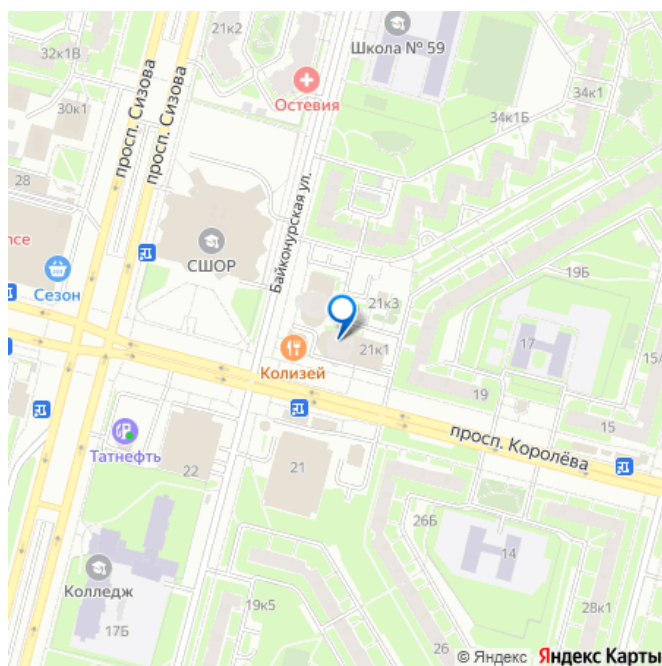 21к2
Школа № 59
32к1В
Остевия
34к1
30к1
просп. Сизова
просп. Сизова
34к1Б
28
Байконурская ул.
nce
СШОР
Сезон
19Б
21к3
17
21к1
Колизей
19
15
просп. Королёва
Татнефть
22
21
26Б
14
Колледж
19к5
28к1
17Б
26
© Яндекс Яндекс Карты